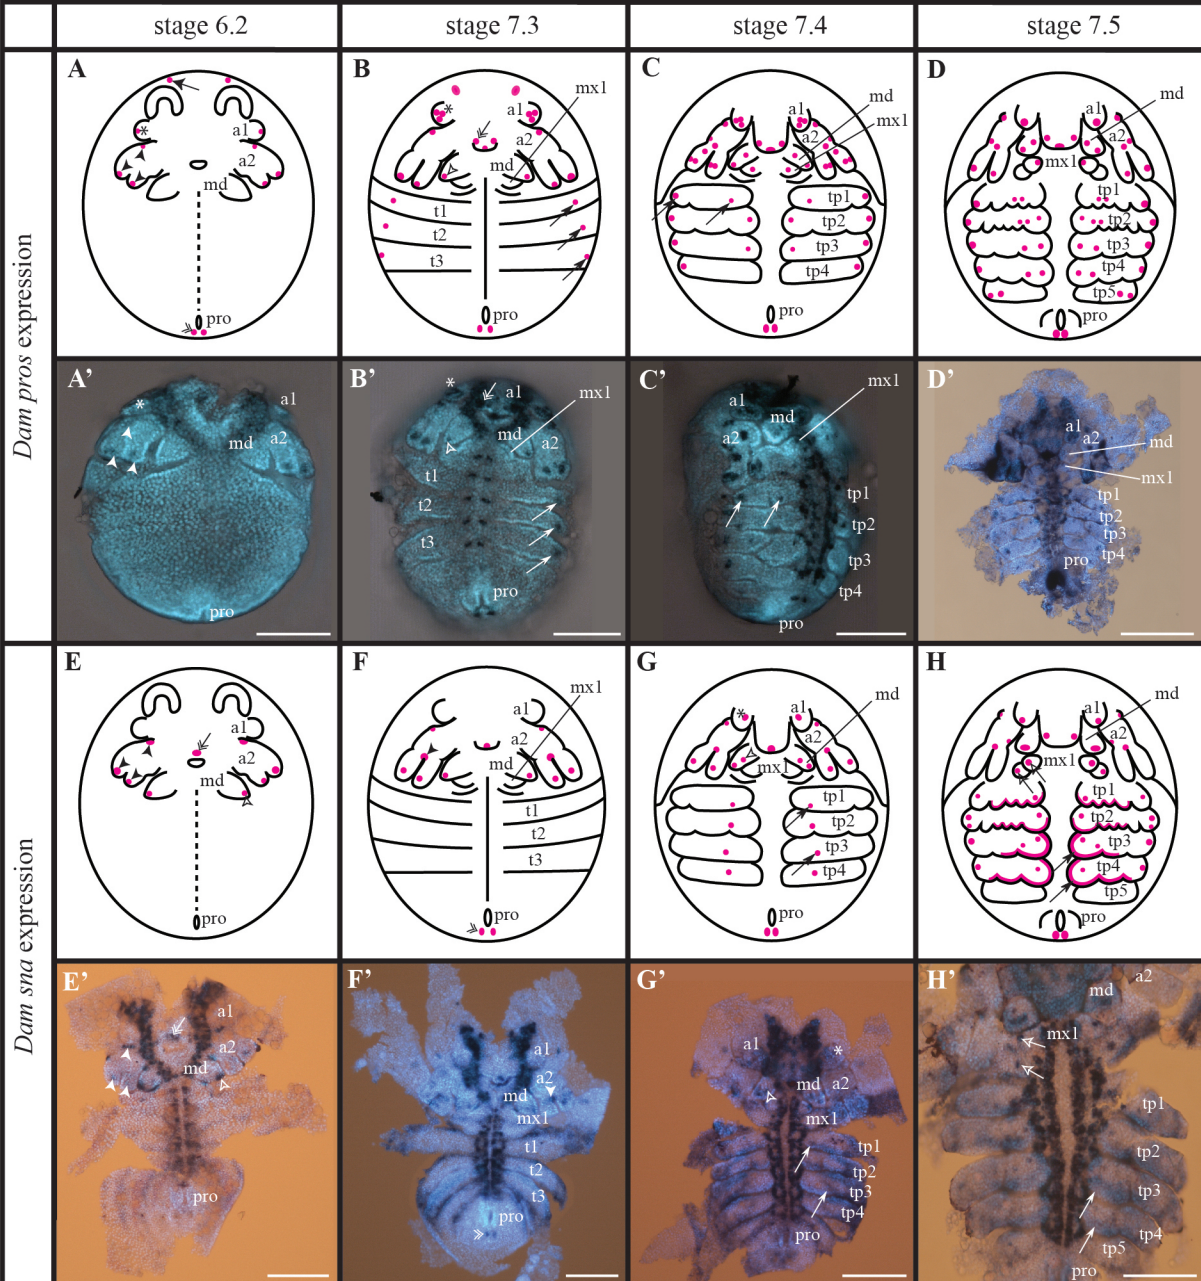 stage 6.2 stage 7.3 stage 7.4 stage 7.5
Dam pros expression
A
a1
*
a2
md
pro
B
mx1
*
a1
a2
md
t1
t2
t3
pro
C
md
a1
mx1
a2
tp1
tp2
tp3
tp4
pro
D
md
a1
a2
mx1
tp1
tp2
tp3
tp4
tp5
pro
A’
*
a1
a2
md
pro
B’
*
a1
mx1
md
a2
t1
t2
t3
pro
C’
mx1
a1
md
a2
tp1
tp2
tp3
tp4
pro
D’
a1
a2
md
mx1
tp1
tp2
tp3
tp4
pro
Dam sna expression
E
a1
a2
md
pro
F
mx1
a1
a2
md
t1
t2
t3
pro
G
md
*
a1
a2
mx1
tp1
tp2
tp3
tp4
pro
H
md
a1
a2
mx1
tp1
tp2
tp3
tp4
tp5
pro
E’
a1
a2
md
pro
F’
a1
a2
md
mx1
t1
t2
t3
pro
G’
a1
*
md
a2
mx1
tp1
tp2
tp3
tp4
pro
H’
a2
md
mx1
tp1
tp2
tp3
tp4
tp5
pro